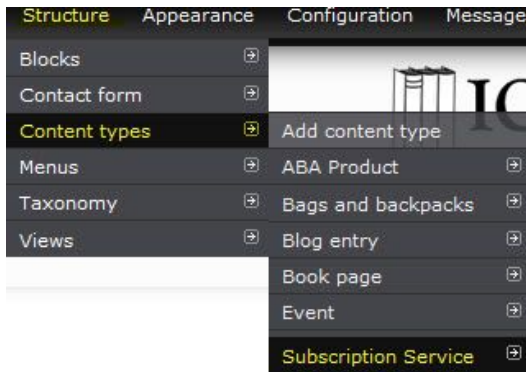 Structure Appearance Configuration Message
Blocks
Contact form
Content types
Menus
Taxonomy
Views
IC
Add content type
ABA Product
Bags and backpacks
Blog entry
Book page
Event
Subscription Service